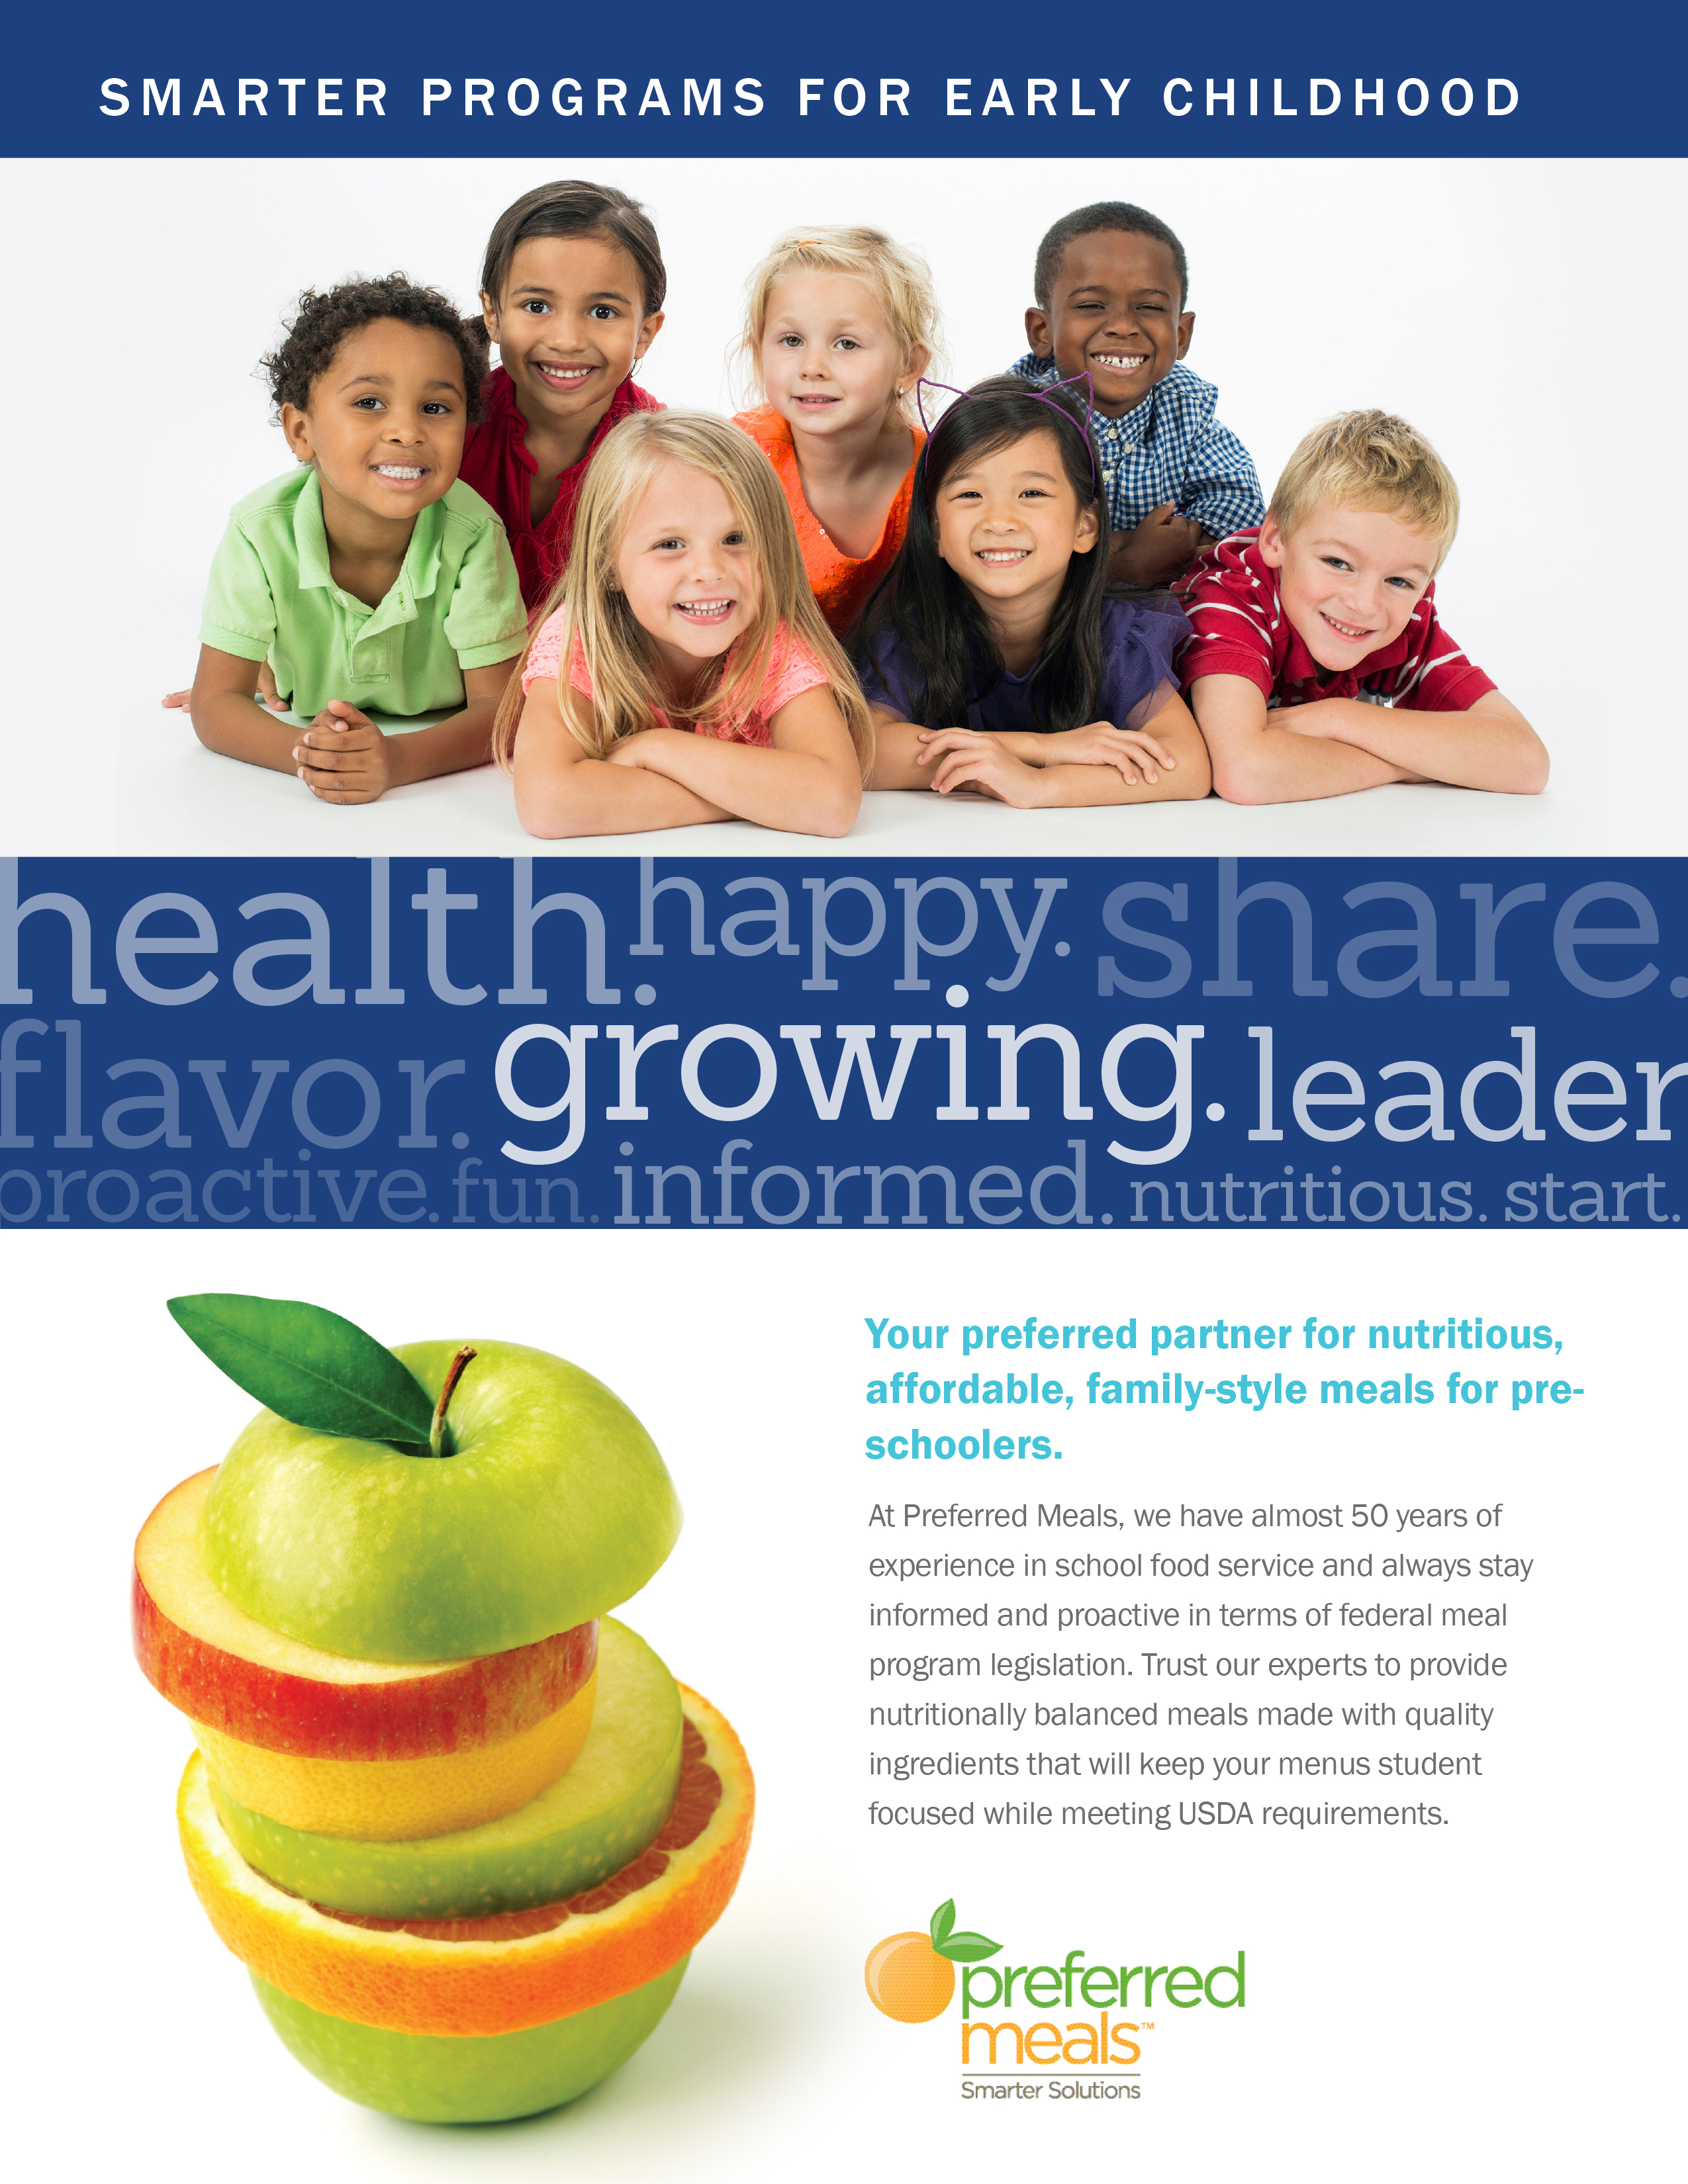 SMARTER PROGRAMS FOR EARLY CHILDHOOD
health. happy. share.
flavor. growing. leader
proactive. fun. informed. nutritious. start.
Your preferred partner for nutritious,
affordable, family-style meals for pre-
schoolers.
At Preferred Meals, we have almost 50 years of
experience in school food service and always stay
informed and proactive in terms of federal meal
program legislation. Trust our experts to provide
nutritionally balanced meals made with quality
ingredients that will keep your menus student
focused while meeting USDA requirements.
preferred
meals™
Smarter Solutions